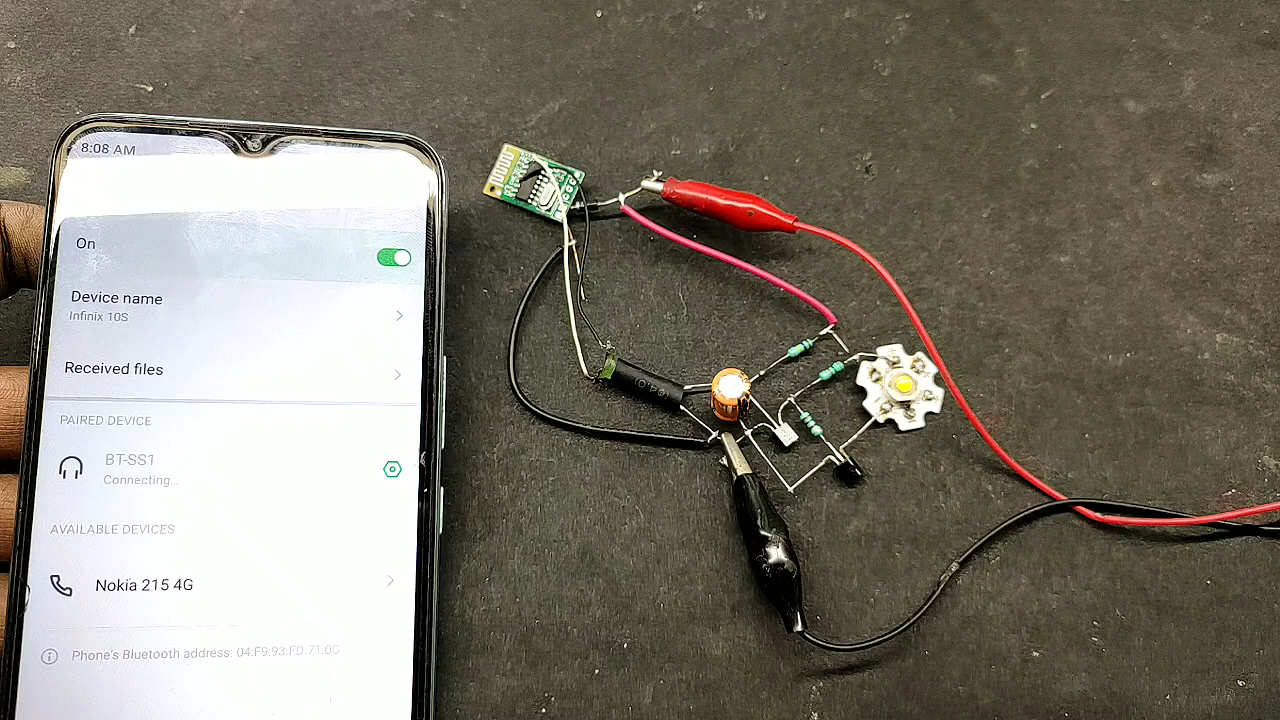 8:08 AM
On
Device name
Infinix 10S
Received files
PAIRED DEVICE
BT-SS1
Connecting...
AVAILABLE DEVICES
Nokia 215 4G
Phone's Bluetooth address: 04:F9:93:FD:71:0C